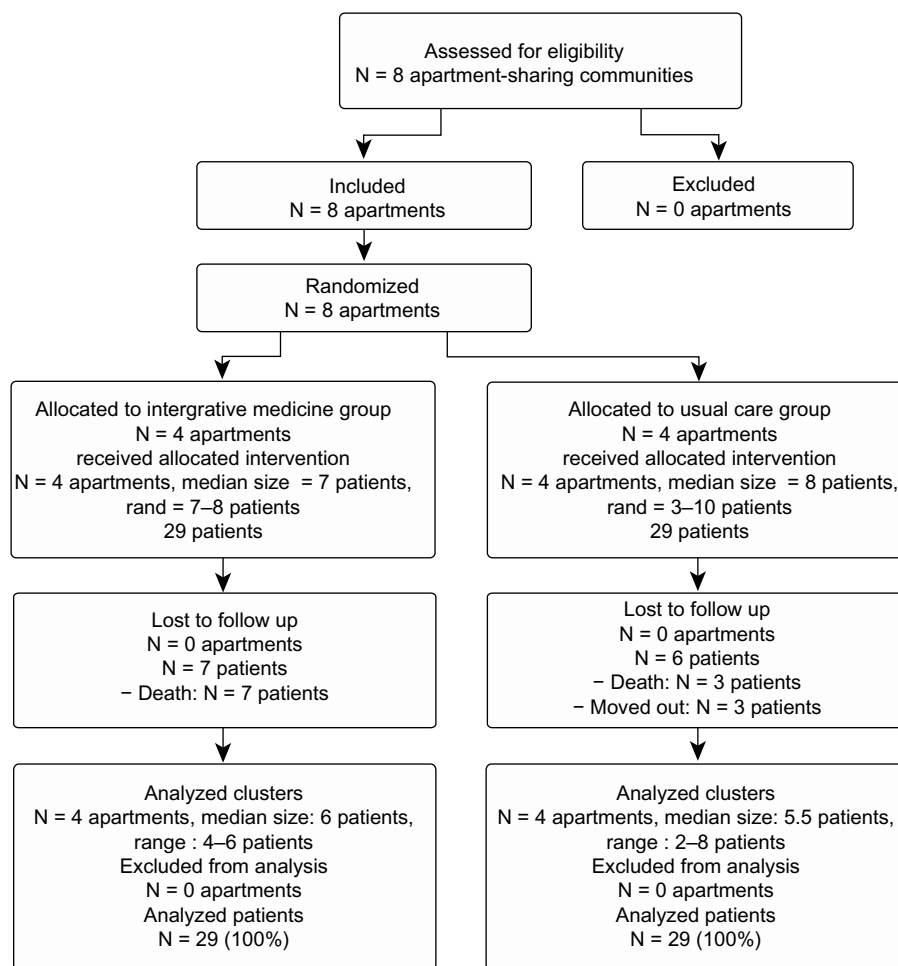 Assessed for eligibility
N = 8 apartment-sharing communities
Included
N = 8 apartments
Excluded
N = 0 apartments
Randomized
N = 8 apartments
Allocated to intergrative medicine group
N = 4 apartments
received allocated intervention
N = 4 apartments, median size = 7 patients,
rand = 7–8 patients
29 patients
Allocated to usual care group
N = 4 apartments
received allocated intervention
N = 4 apartments, median size = 8 patients,
rand = 3–10 patients
29 patients
Lost to follow up
N = 0 apartments
N = 7 patients
− Death: N = 7 patients
Lost to follow up
N = 0 apartments
N = 6 patients
− Death: N = 3 patients
− Moved out: N = 3 patients
Analyzed clusters
N = 4 apartments, median size: 6 patients,
range : 4–6 patients
Excluded from analysis
N = 0 apartments
Analyzed patients
N = 29 (100%)
Analyzed clusters
N = 4 apartments, median size: 5.5 patients,
range : 2–8 patients
Excluded from analysis
N = 0 apartments
Analyzed patients
N = 29 (100%)